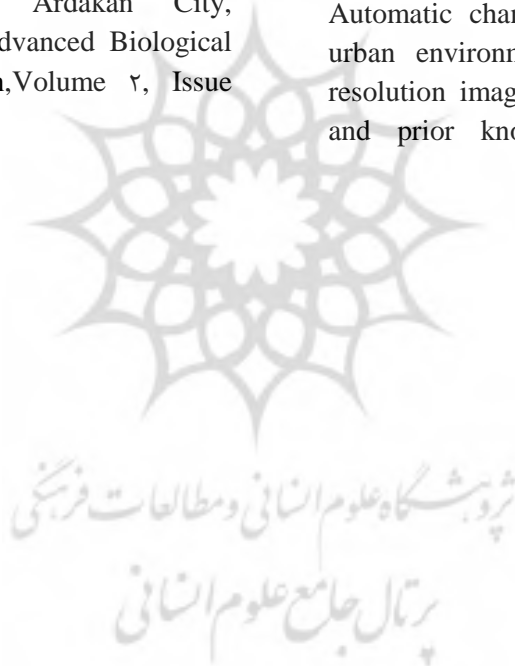 Ardakan City,
dvanced Biological
,Volume ۲, Issue
Automatic chan
urban environm
resolution imag
and prior kno
پژوهشگاه علوم انسانی و مطالعات فرهنگی
پرتال جامع علوم انسانی